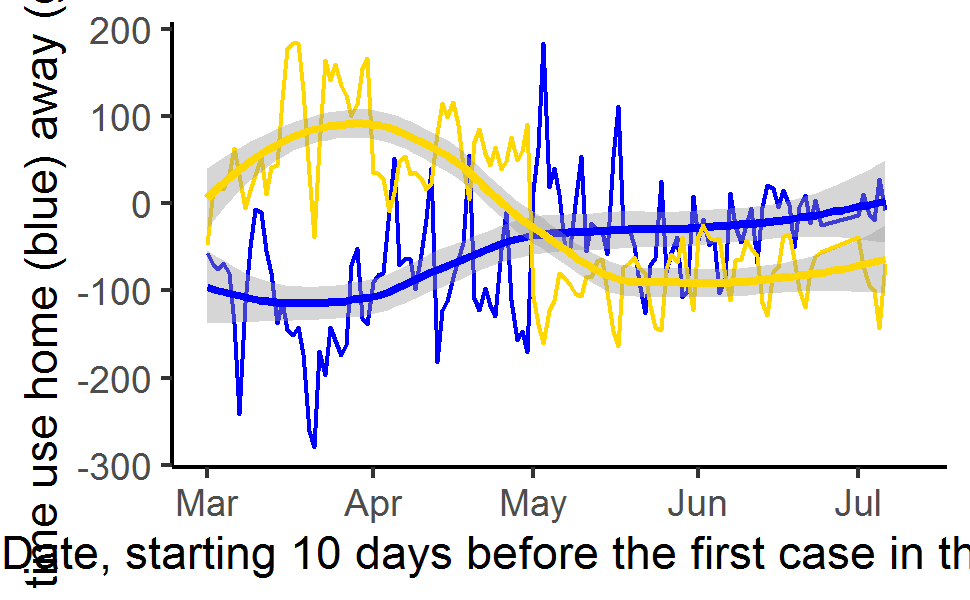 time use home (blue) away (
200
100
0
-100
-200
-300
Mar Apr May Jun Jul
Date, starting 10 days before the first case in th